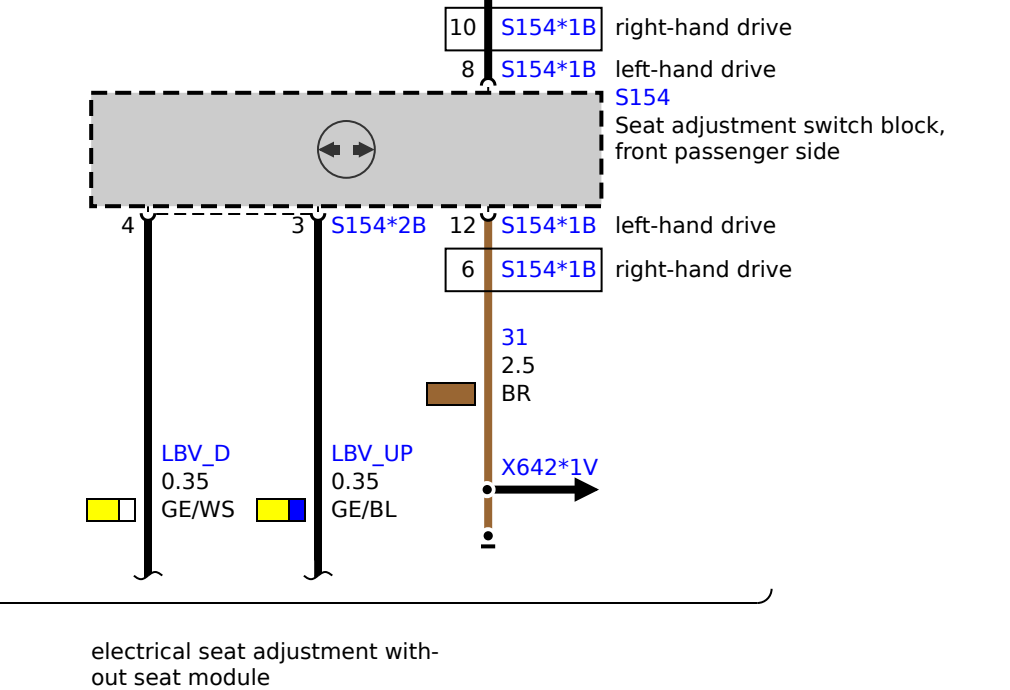 10 S154*1B right-hand drive
8 S154*1B left-hand drive
S154
Seat adjustment switch block,
front passenger side
4 3 S154*2B 12 S154*1B left-hand drive
6 S154*1B right-hand drive
31
2.5
BR
LBV_D
0.35
GE/WS
LBV_UP
0.35
GE/BL
X642*1V
electrical seat adjustment with-
out seat module